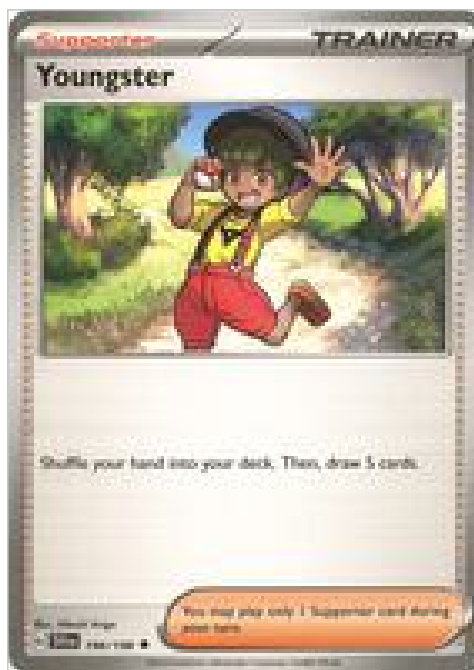 Supporter
TRAINER
Youngster
Shuffle your hand into your deck. Then, draw 5 cards.
You may play only 1 Supporter card during
your turn.